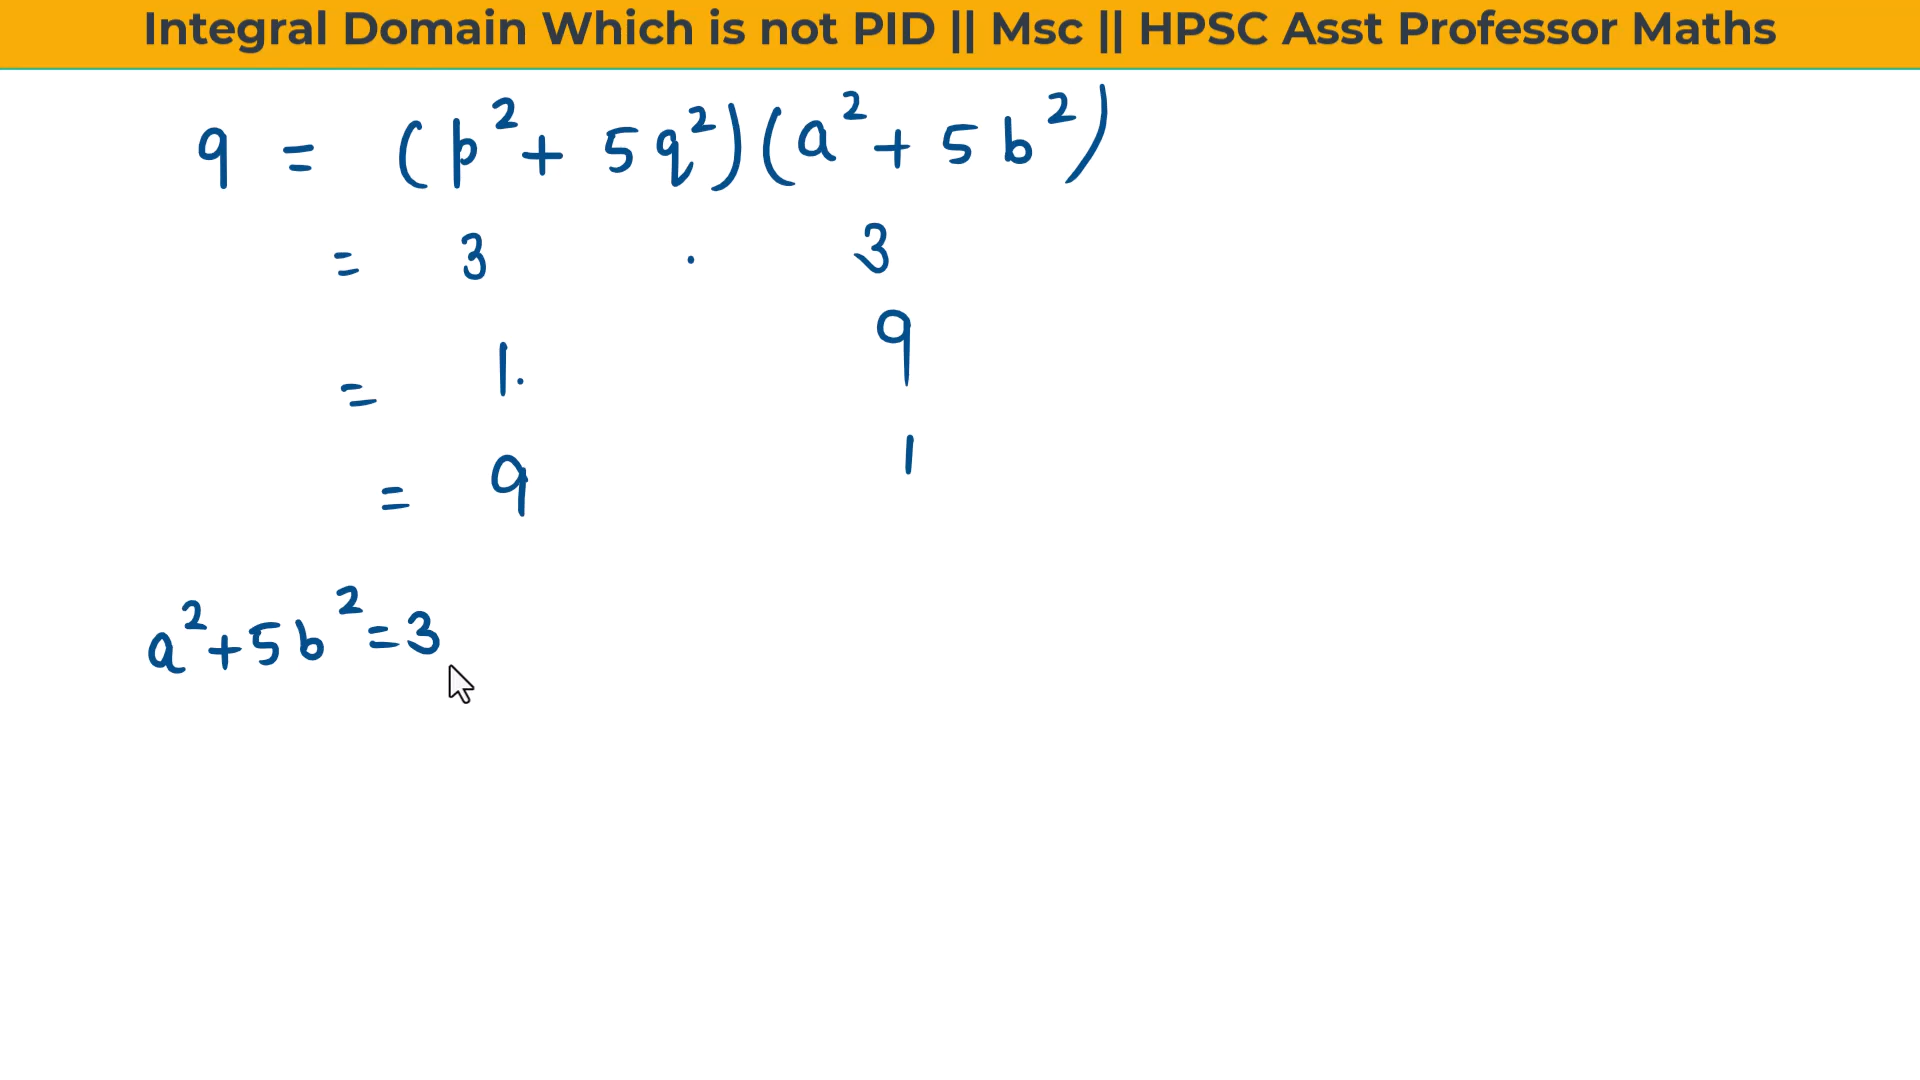 Integral Domain Which is not PID || Msc || HPSC Asst Professor Maths
9 = (p² + 5q²)(a² + 5b²)
= 3 . 3
= 1. 9
= 9 1
a²+5b²=3